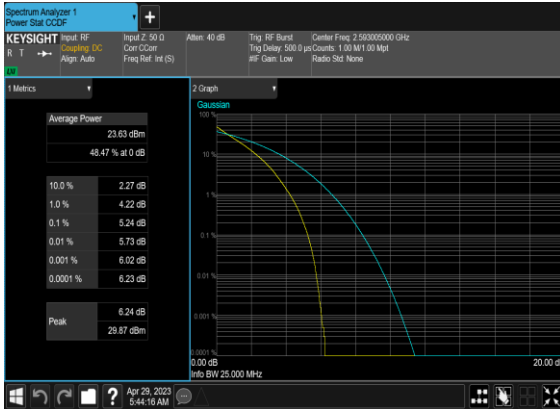 Spectrum Analyzer 1
Power Stat CCDF
KEYSIGHT
R T
Input: RF
Coupling: DC
Align: Auto
Input Z: 50 Ω
Corr CCorr
Freq Ref: Int (S)
Atten: 40 dB
Trig: RF Burst
Trig Delay: 500.0 µs
#IF Gain: Low
Center Freq: 2.593005000 GHz
Counts: 1.00 M/1.00 Mpt
Radio Std: None
1 Metrics
Average Power
23.63 dBm
48.47 % at 0 dB
10.0 % 2.27 dB
1.0 % 4.22 dB
0.1 % 5.24 dB
0.01 % 5.73 dB
0.001 % 6.02 dB
0.0001 % 6.23 dB
Peak
6.24 dB
29.87 dBm
2 Graph
Gaussian
100 %
10 %
1 %
0.1 %
0.01 %
0.001 %
0.0001 %
0.00 dB
20.00 d
Info BW 25.000 MHz
?
Apr 29, 2023
5:44:16 AM